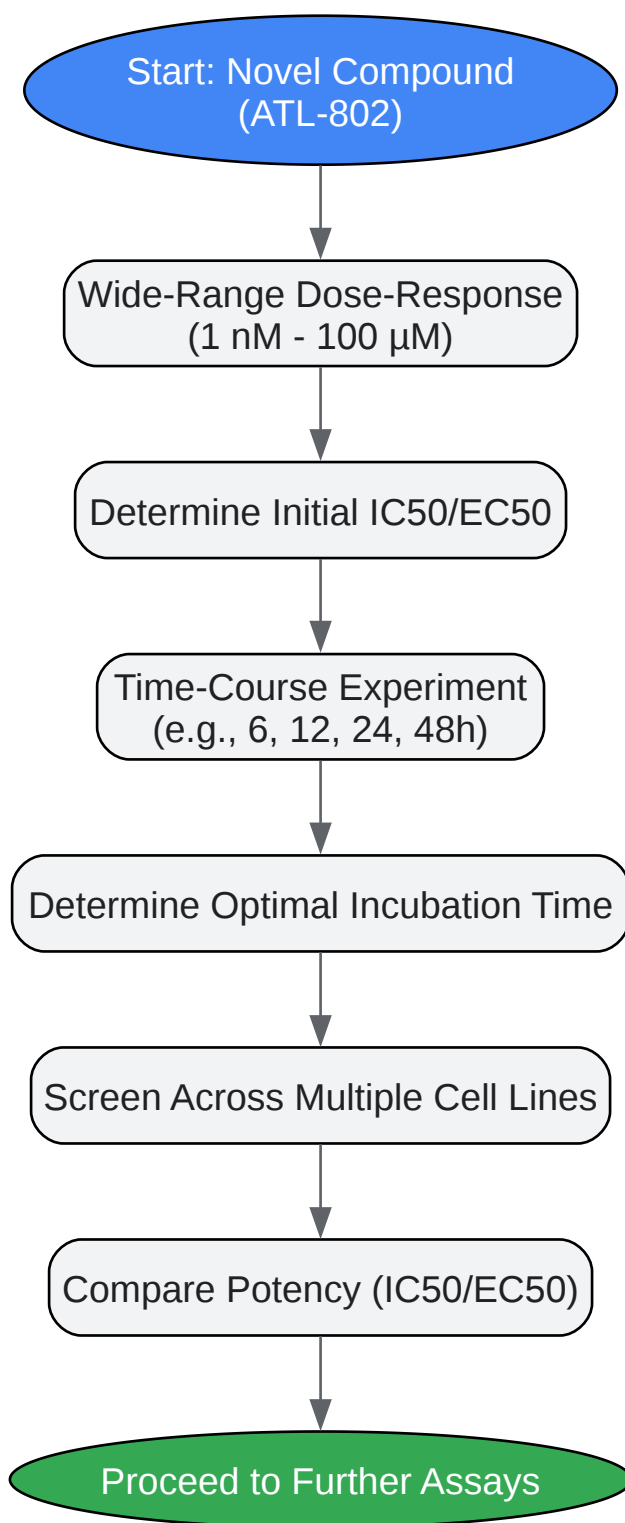 Start: Novel Compound
(ATL-802)
Wide-Range Dose-Response
(1 nM - 100 µM)
Determine Initial IC50/EC50
Time-Course Experiment
(e.g., 6, 12, 24, 48h)
Determine Optimal Incubation Time
Screen Across Multiple Cell Lines
Compare Potency (IC50/EC50)
Proceed to Further Assays